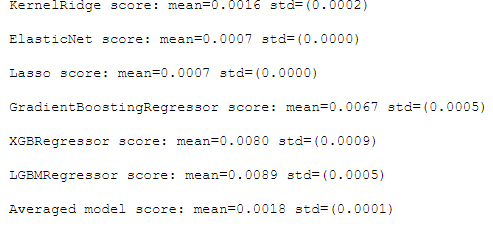 KernelRidge score: mean=0.0016 std=(0.0002)
ElasticNet score: mean=0.0007 std=(0.0000)
Lasso score: mean=0.0007 std=(0.0000)
GradientBoostingRegressor score: mean=0.0067 std=(0.0005)
XGBRegressor score: mean=0.0080 std=(0.0009)
LGBMRegressor score: mean=0.0089 std=(0.0005)
Averaged model score: mean=0.0018 std=(0.0001)